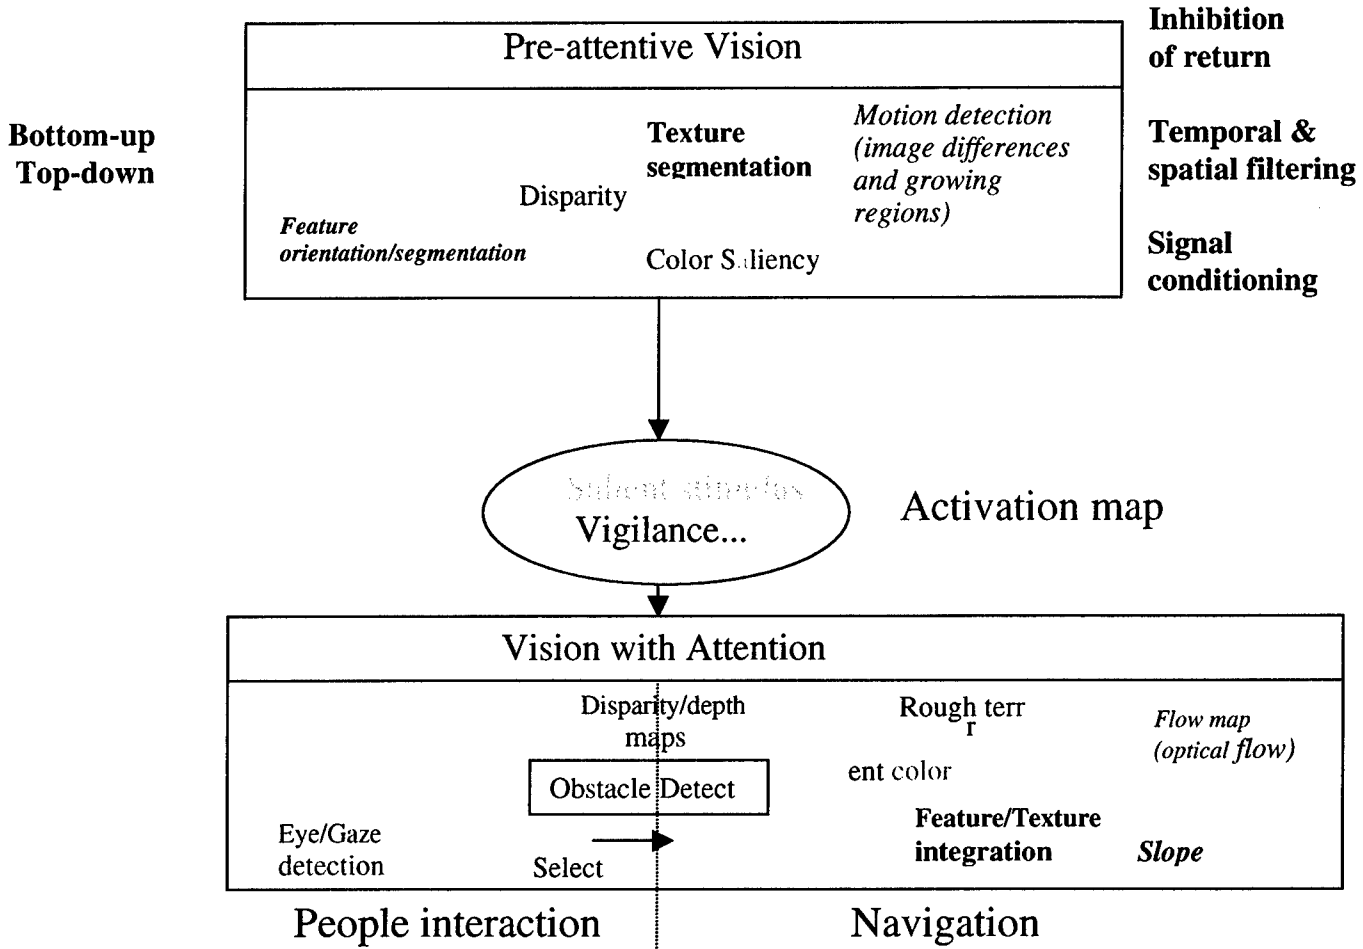 Inhibition
of return
Pre-attentive Vision
Bottom-up
Top-down
Texture
segmentation
Motion detection
(image differences
and growing
regions)
Temporal &
spatial filtering
Disparity
Feature
orientation/segmentation
Color Saliency
Signal
conditioning
Salient stimulus
Vigilance...
Activation map
Vision with Attention
Disparity/depth
maps
Rough terr
r
Flow map
(optical flow)
Obstacle Detect
ent color
Eye/Gaze
detection
Select
Feature/Texture
integration
Slope
People interaction
Navigation